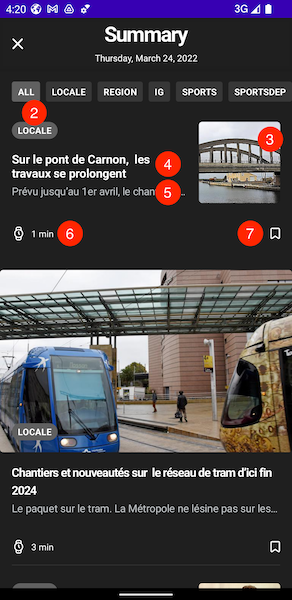 4:20
3G
Summary
Thursday, March 24, 2022
ALL LOCALE REGION IG SPORTS SPORTSDEP
2
LOCALE
3
Sur le pont de Carnon, les
travaux se prolongent
4
Prévu jusqu'au 1er avril, le chan...
5
1 min
6
7
LOCALE
Chantiers et nouveautés sur le réseau de tram d'ici fin
2024
Le paquet sur le tram. La Métropole ne lésine pas sur les...
3 min